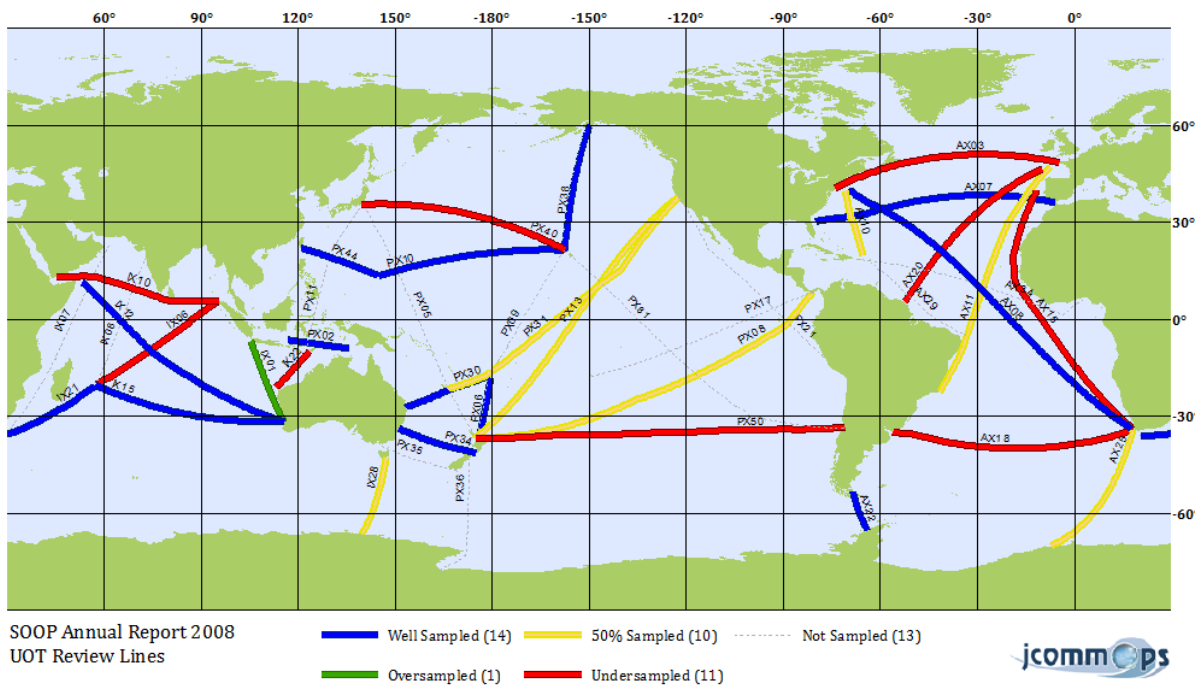 60° 90° 120° 150° -180° -150° -120° -90° -60° -30° 0°
60°
30°
0°
-30°
-60°
AX03
AX07
AX10
AX20
AX29
AX11
AX08
AX15
AX18
AX25
AX22
PX38
PX40
PX44
PX10
PX11
PX05
PX09
PX31
PX13
PX81
PX17
PX08
PX21
PX02
PX30
PX06
PX50
PX34
PX35
PX36
IX10
IX12
IX06
IX07
IX08
IX01
IX22
IX21
IX15
IX28
SOOP Annual Report 2008
UOT Review Lines
Well Sampled (14)
50% Sampled (10)
Not Sampled (13)
Oversampled (1)
Undersampled (11)
jcommops